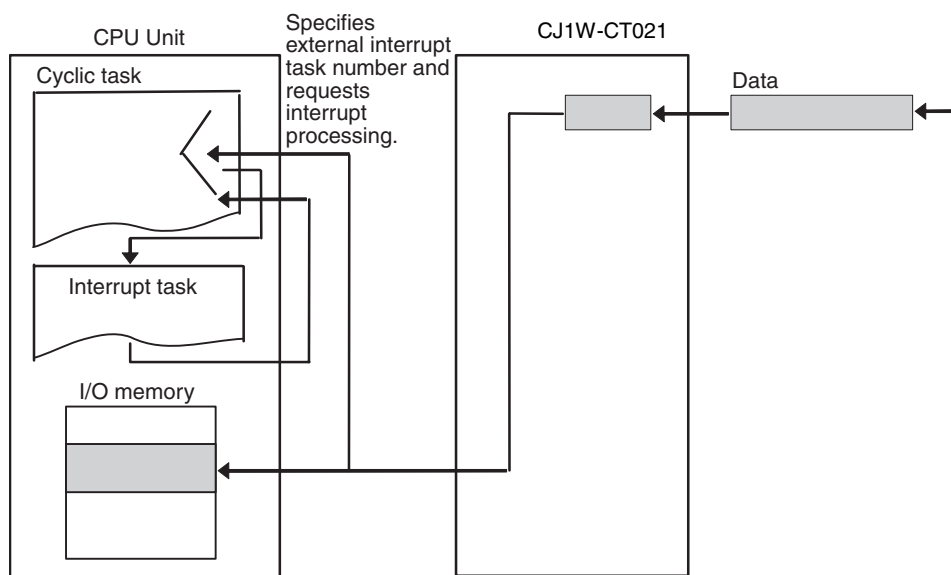 CPU Unit
Cyclic task
Specifies
external interrupt
task number and
requests
interrupt
processing.
CJ1W-CT021
Data
Interrupt task
I/O memory